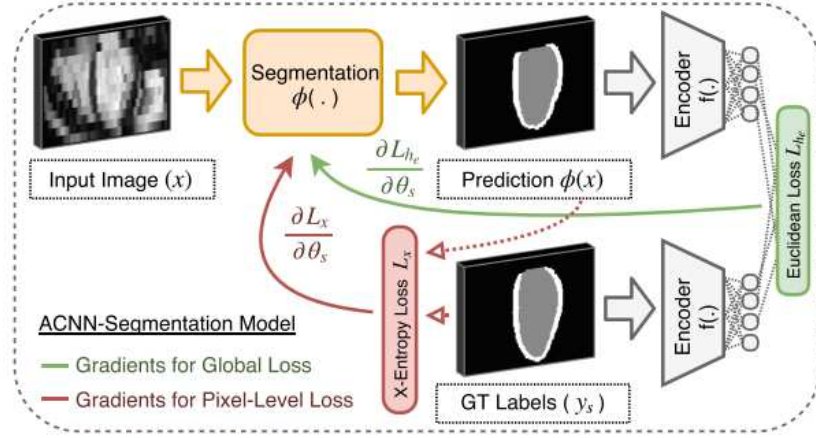 Segmentation
ϕ( . )
Encoder
f(.)
Input Image (x)
∂L_{h_e}
∂θ_s
Prediction ϕ(x)
Euclidean Loss L_{h_e}
∂L_x
∂θ_s
X-Entropy Loss L_x
Encoder
f(.)
ACNN-Segmentation Model
Gradients for Global Loss
Gradients for Pixel-Level Loss
GT Labels ( y_s )